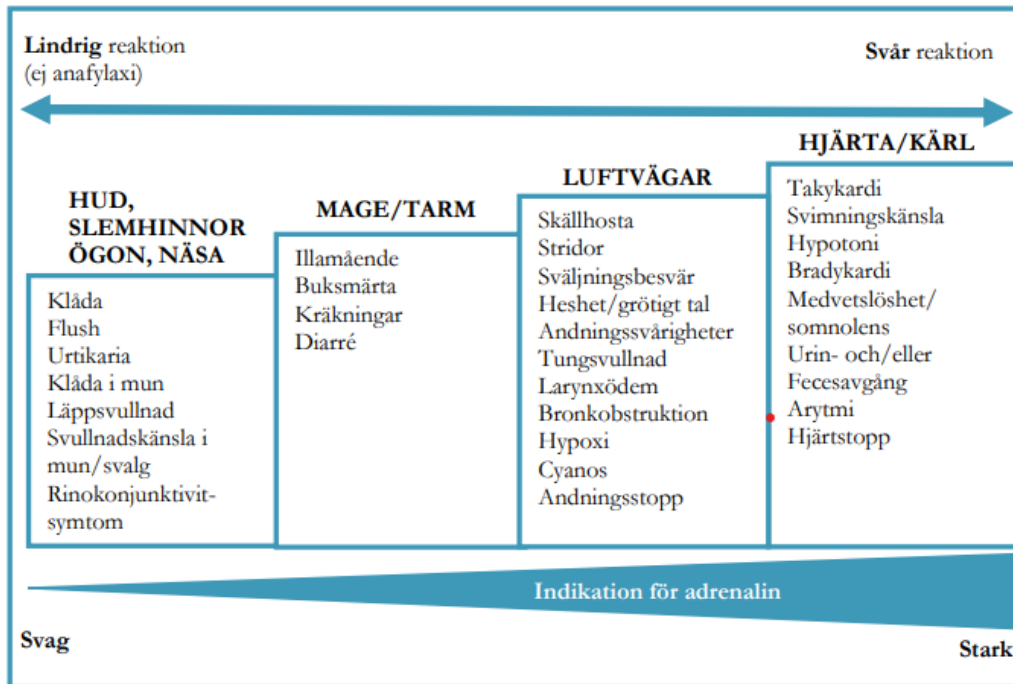 Lindrig reaktion
(ej anafylaxi)
Svår reaktion
HUD,
SLEMHINNOR
ÖGON, NÄSA
Klåda
Flush
Urtikaria
Klåda i mun
Läppsvullnad
Svullnadskänsla i
mun/svalg
Rinokonjunktivit-
symtom
MAGE/TARM
Illamående
Buksmärta
Kräkningar
Diarré
LUFTVÄGAR
Skällhosta
Stridor
Sväljningsbesvär
Heshet/grötigt tal
Andningssvårigheter
Tungsvullnad
Larynxödem
Bronkobstruktion
Hypoxi
Cyanos
Andningsstopp
HJÄRTA/KÄRL
Takykardi
Svimningskänsla
Hypotoni
Bradykardi
Medvetslöshet/
somnolens
Urin- och/eller
Fecesavgång
Arytmi
Hjärtstopp
Indikation för adrenalin
Svag
Stark